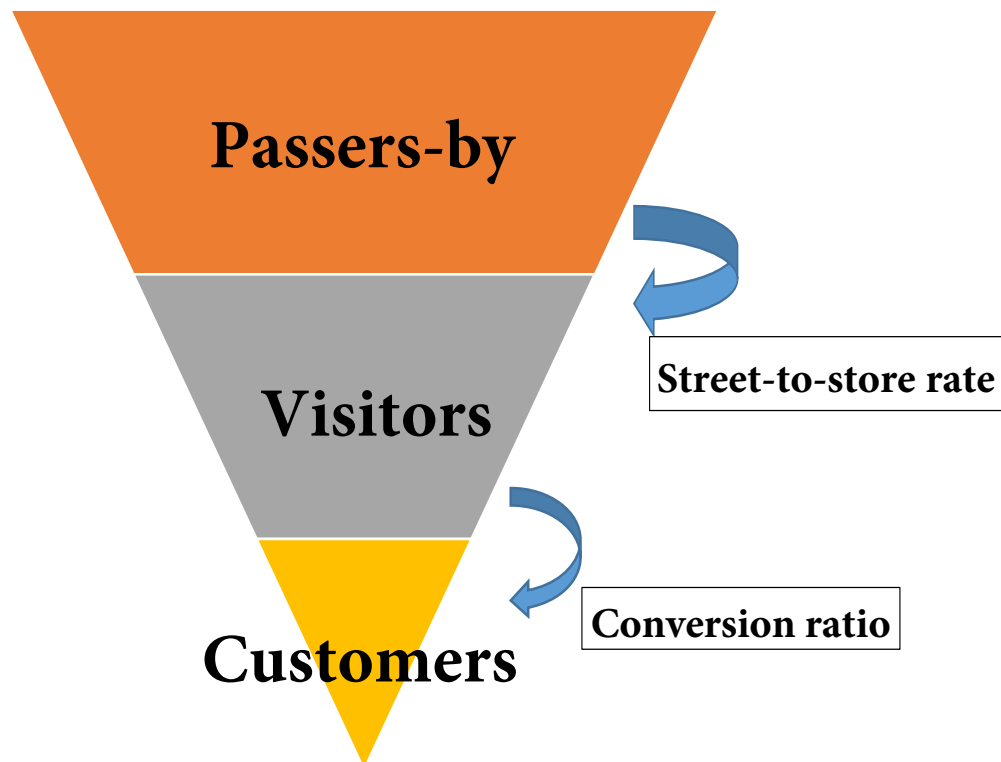 Passers-by
Street-to-store rate
Visitors
Conversion ratio
Customers